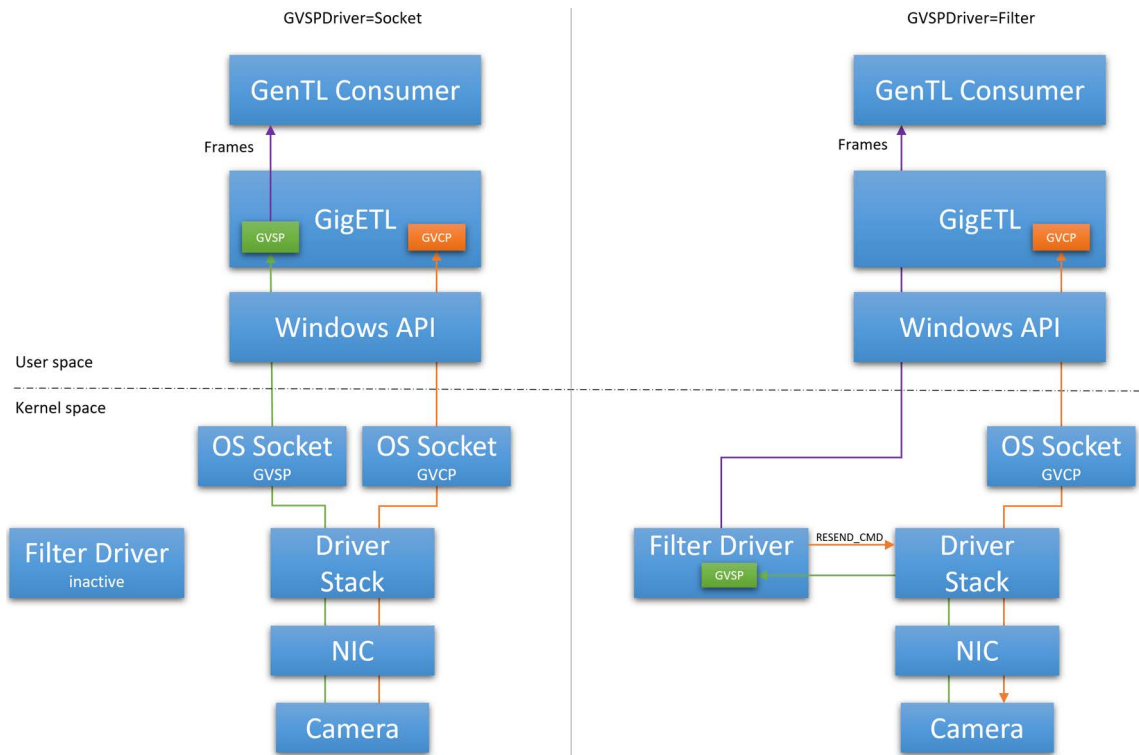 GVSPDriver=Socket
GenTL Consumer
Frames
GigETL
GVSP
GVCP
Windows API
User space
Kernel space
OS Socket
GVSP
OS Socket
GVCP
Filter Driver
inactive
Driver
Stack
NIC
Camera
GVSPDriver=Filter
GenTL Consumer
Frames
GigETL
GVCP
Windows API
OS Socket
GVCP
Filter Driver
GVSP
RESEND_CMD
Driver
Stack
NIC
Camera